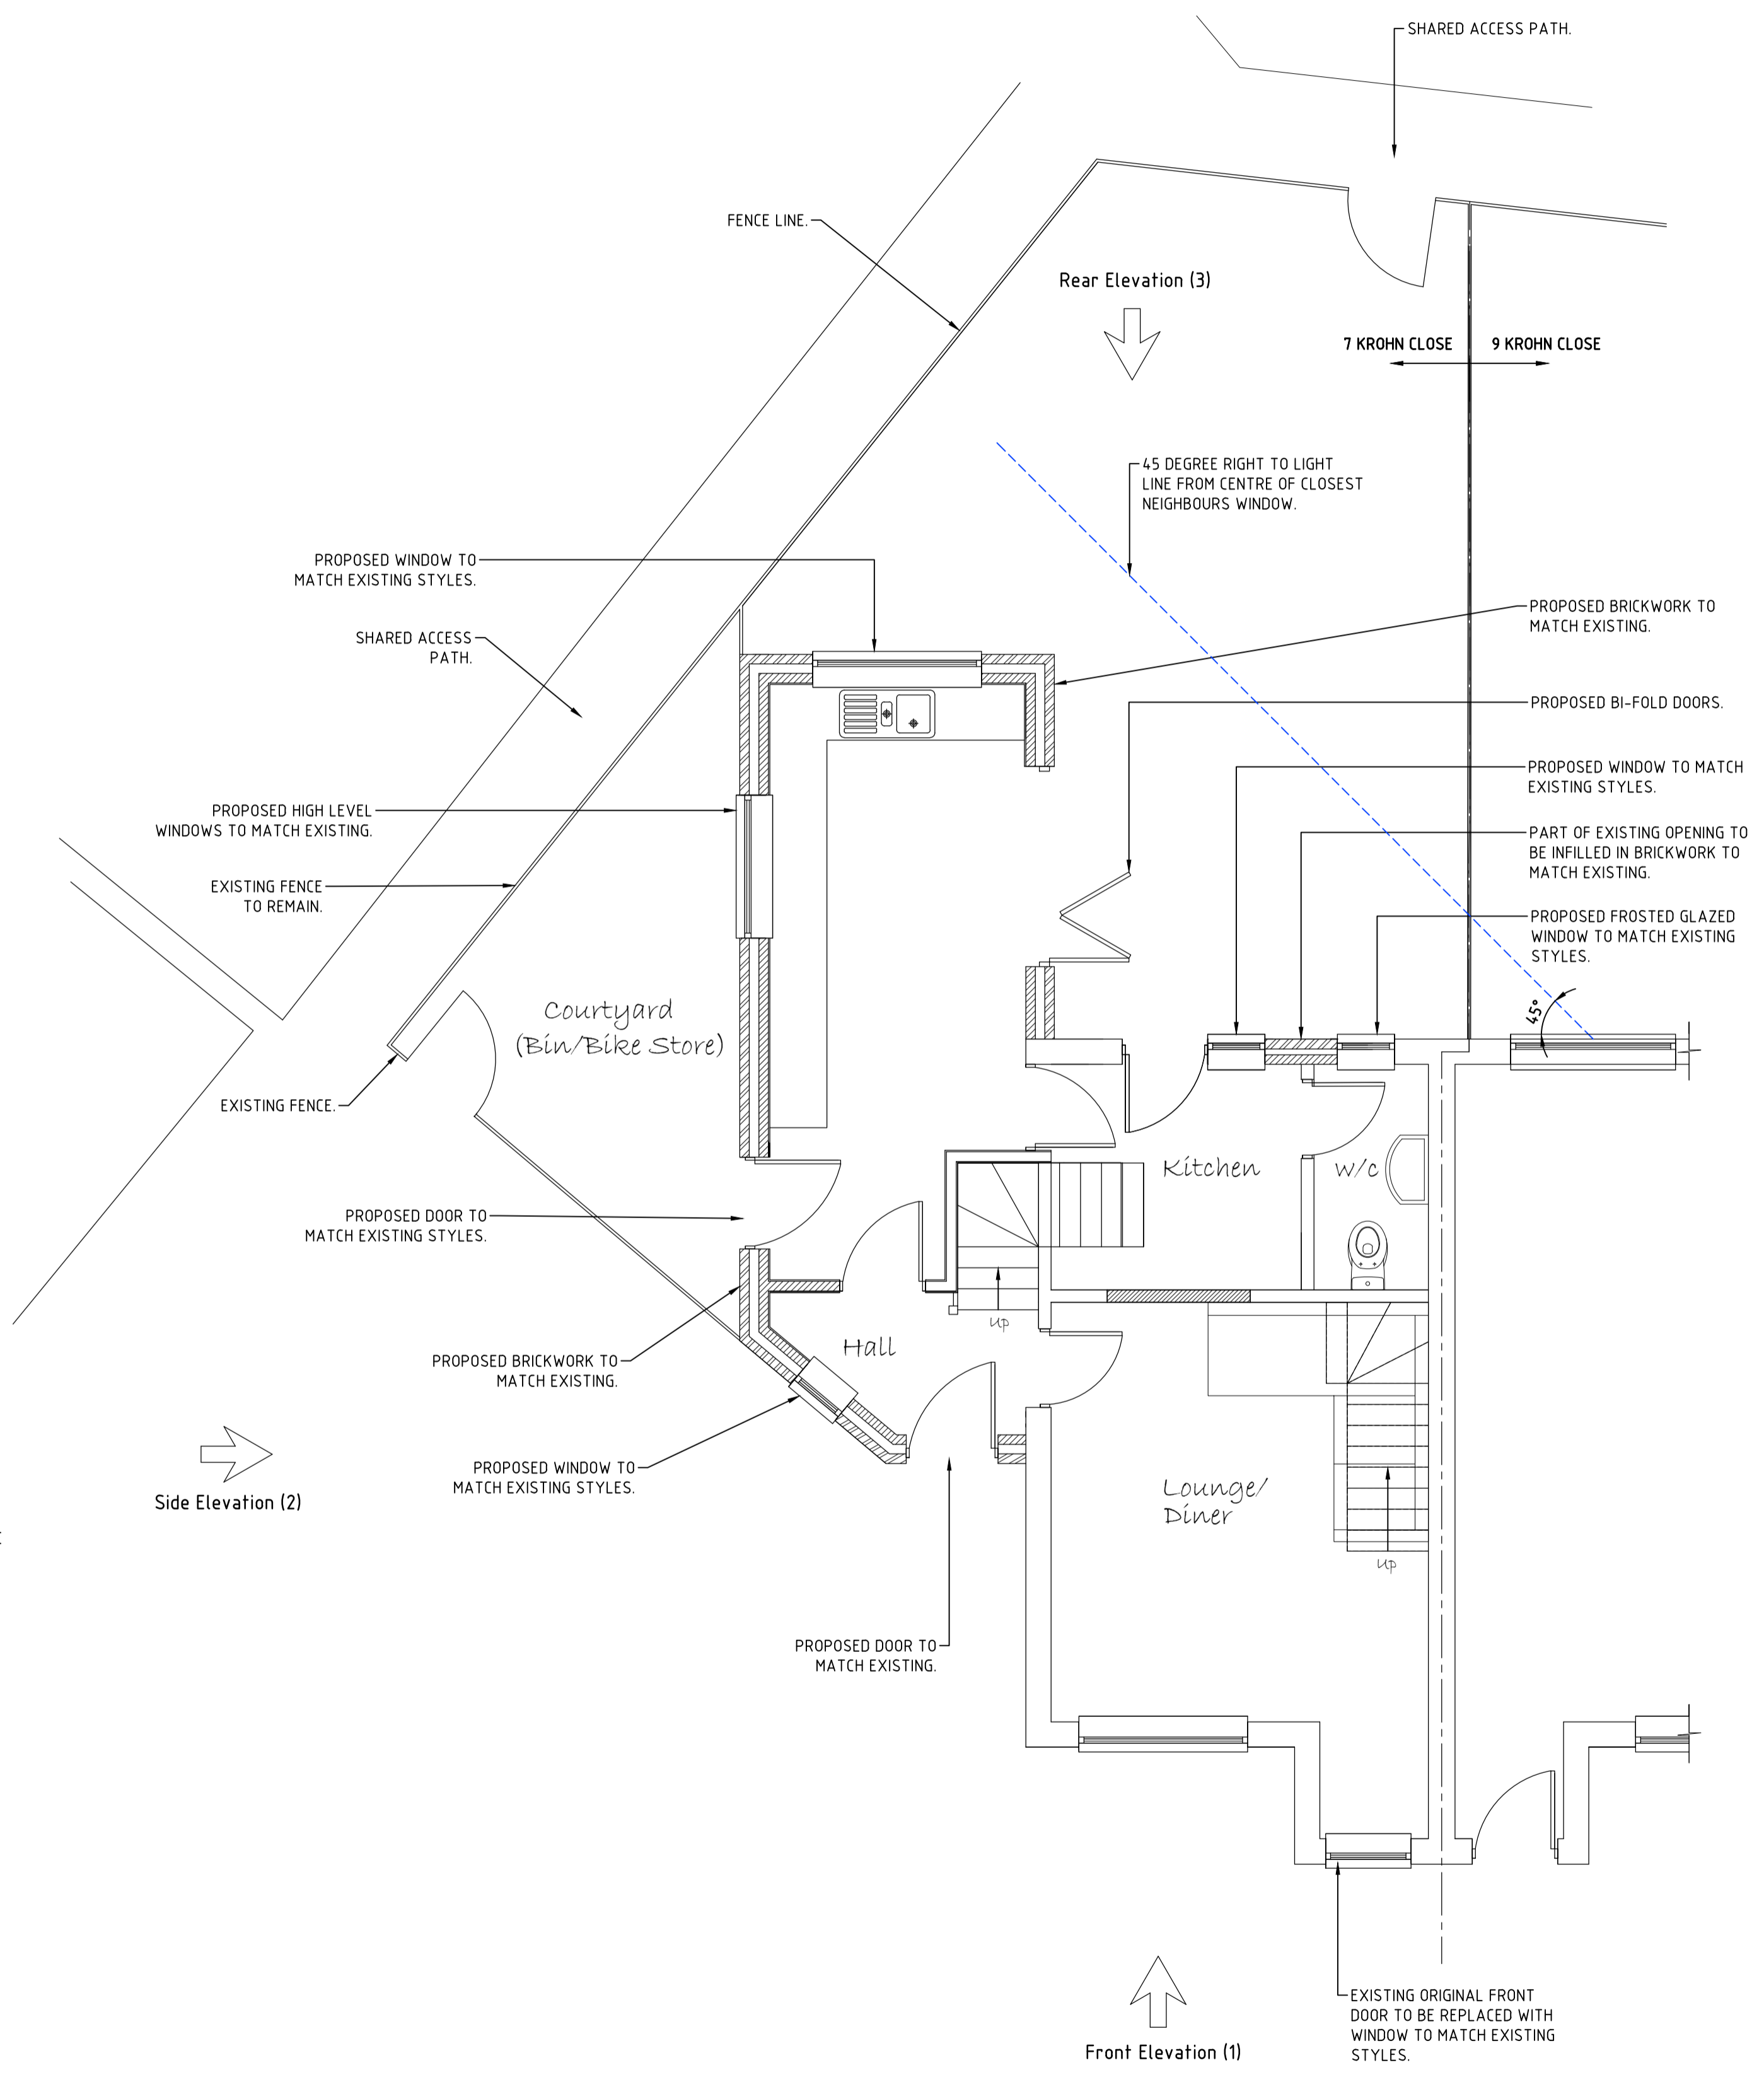 SHARED ACCESS PATH.
FENCE LINE.
Rear Elevation (3)
7 KROHN CLOSE
9 KROHN CLOSE
45 DEGREE RIGHT TO LIGHT
LINE FROM CENTRE OF CLOSEST
NEIGHBOURS WINDOW.
PROPOSED WINDOW TO
MATCH EXISTING STYLES.
PROPOSED BRICKWORK TO
MATCH EXISTING.
SHARED ACCESS
PATH.
PROPOSED BI-FOLD DOORS.
PROPOSED WINDOW TO MATCH
EXISTING STYLES.
PROPOSED HIGH LEVEL
WINDOWS TO MATCH EXISTING.
PART OF EXISTING OPENING TO
BE INFILLED IN BRICKWORK TO
MATCH EXISTING.
EXISTING FENCE
TO REMAIN.
PROPOSED FROSTED GLAZED
WINDOW TO MATCH EXISTING
STYLES.
45°
Courtyard
(Bin/Bike Store)
EXISTING FENCE.
Kitchen
W/c
PROPOSED DOOR TO
MATCH EXISTING STYLES.
Up
Hall
PROPOSED BRICKWORK TO
MATCH EXISTING.
PROPOSED WINDOW TO
MATCH EXISTING STYLES.
Side Elevation (2)
Lounge/
Diner
Up
PROPOSED DOOR TO
MATCH EXISTING.
EXISTING ORIGINAL FRONT
DOOR TO BE REPLACED WITH
WINDOW TO MATCH EXISTING
STYLES.
Front Elevation (1)